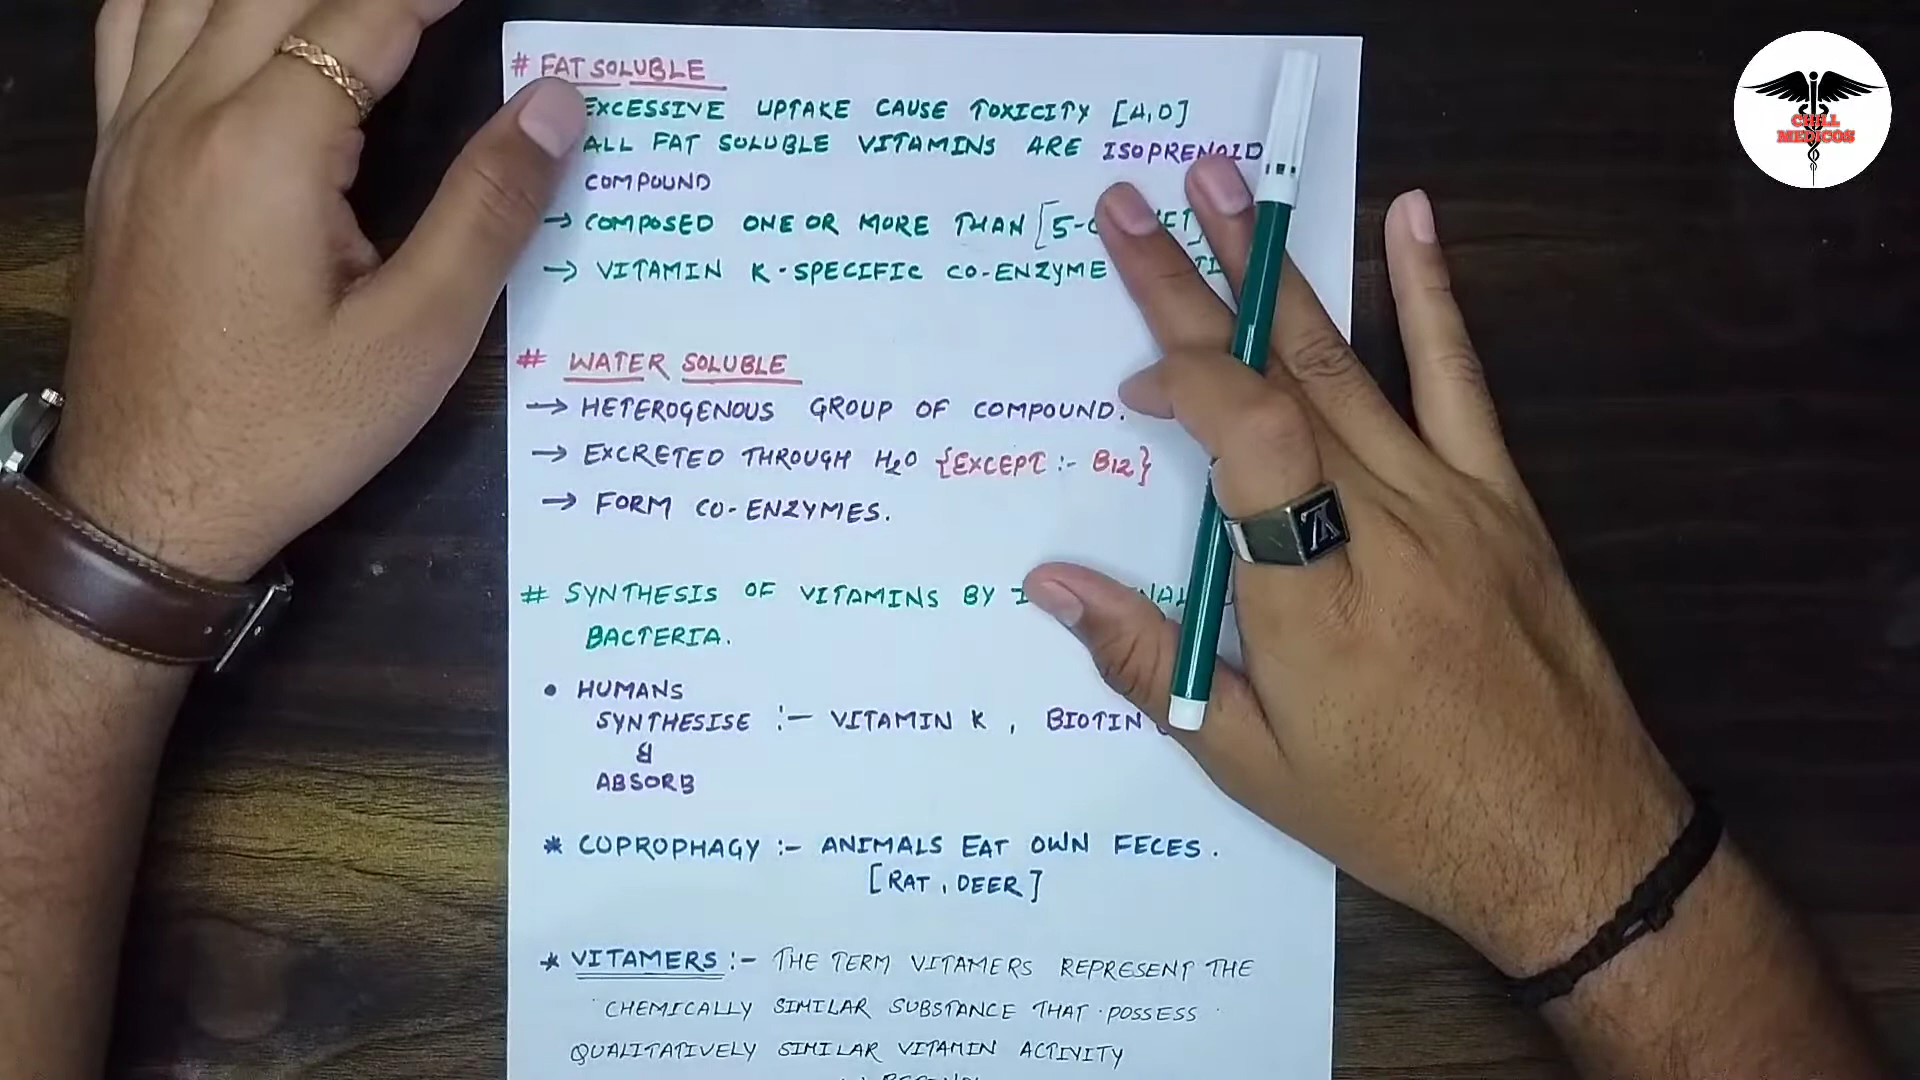 # FAT SOLUBLE
EXCESSIVE UPTAKE CAUSE TOXICITY [A,D]
ALL FAT SOLUBLE VITAMINS ARE ISOPRENOID
COMPOUND
→ COMPOSED ONE OR MORE THAN [5-
→ VITAMIN K-SPECIFIC CO-ENZYME
# WATER SOLUBLE
→ HETEROGENOUS GROUP OF COMPOUND.
→ EXCRETED THROUGH H2O {EXCEPT :- B12}
→ FORM CO-ENZYMES.
# SYNTHESIS OF VITAMINS BY
BACTERIA.
• HUMANS
SYNTHESISE :- VITAMIN K, BIOTIN
&
ABSORB
* COPROPHAGY :- ANIMALS EAT OWN FECES.
[RAT, DEER]
* VITAMERS :- THE TERM VITAMERS REPRESENT THE
CHEMICALLY SIMILAR SUBSTANCE THAT POSSESS
QUALITATIVELY SIMILAR VITAMIN ACTIVITY
CHILL
MEDICOS